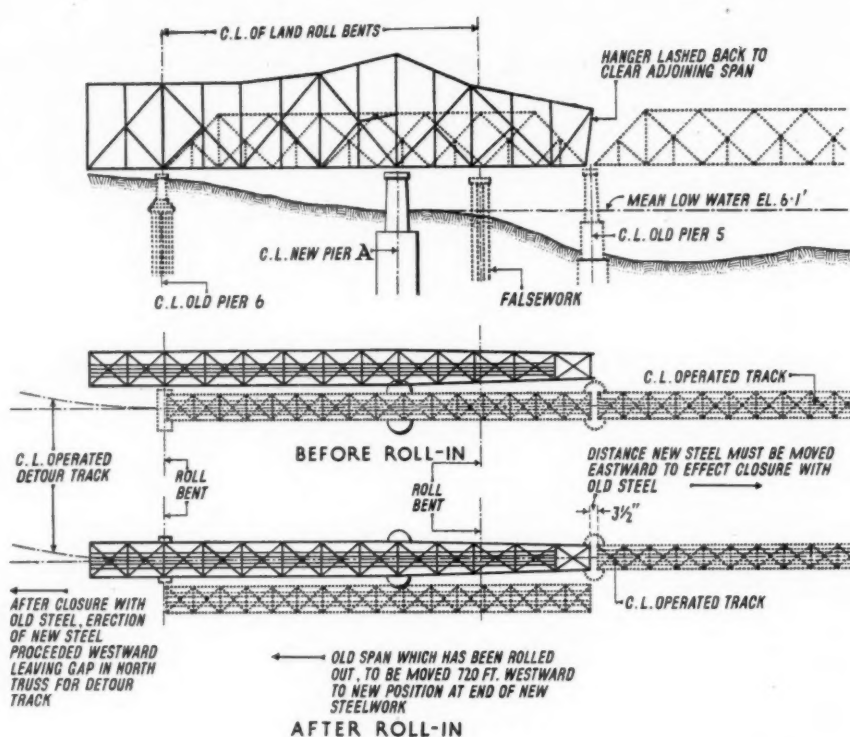 C.L. OF LAND ROLL BENTS
HANGER LASHED BACK TO
CLEAR ADJOINING SPAN
MEAN LOW WATER EL. 6·1'
C.L. NEW PIER A
C.L. OLD PIER 5
C.L. OLD PIER 6
FALSEWORK
C.L. OPERATED TRACK
BEFORE ROLL-IN
C.L. OPERATED
DETOUR TRACK
ROLL
BENT
ROLL
BENT
DISTANCE NEW STEEL MUST BE MOVED
EASTWARD TO EFFECT CLOSURE WITH
OLD STEEL
3½"
AFTER CLOSURE WITH
OLD STEEL, ERECTION
OF NEW STEEL
PROCEEDED WESTWARD
LEAVING GAP IN NORTH
TRUSS FOR DETOUR
TRACK
C.L. OPERATED TRACK
OLD SPAN WHICH HAS BEEN ROLLED
OUT, TO BE MOVED 720 FT. WESTWARD
TO NEW POSITION AT END OF NEW
STEELWORK
AFTER ROLL-IN